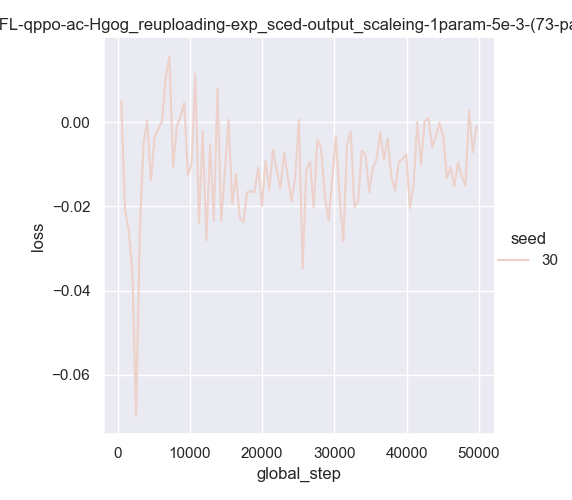 FL-qppo-ac-Hgog_reuploading-exp_sced-output_scaleing-1param-5e-3-(73-pa
0.00
−0.02
−0.04
−0.06
loss
0 10000 20000 30000 40000 50000
global_step
seed
30